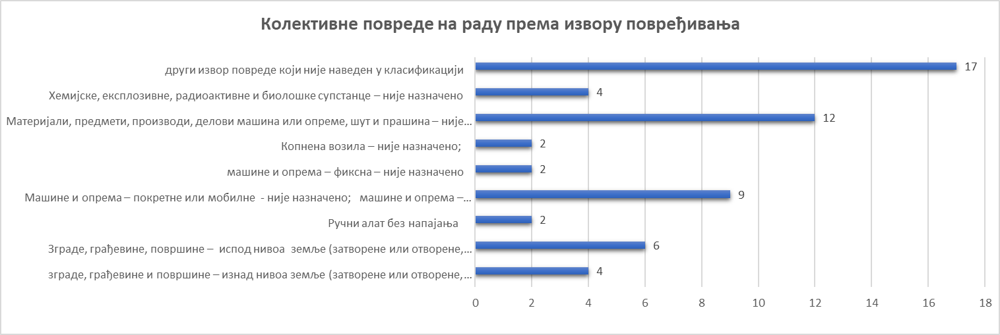 Колективне повреде на раду према извору повређивања
други извор повреде који није наведен у класификацији
17
Хемијске, експлозивне, радиоактивне и биолошке супстанце – није назначено
4
Материјали, предмети, производи, делови машина или опреме, шут и прашина – није...
12
Копнена возила – није назначено;
2
машине и опрема – фиксна – није назначено
2
Машине и опрема – покретне или мобилне - није назначено; машине и опрема –...
9
Ручни алат без напајања
2
Зграде, грађевине, површине – испод нивоа земље (затворене или отворене,...
6
зграде, грађевине и површине – изнад нивоа земље (затворене или отворене,...
4
0 2 4 6 8 10 12 14 16 18